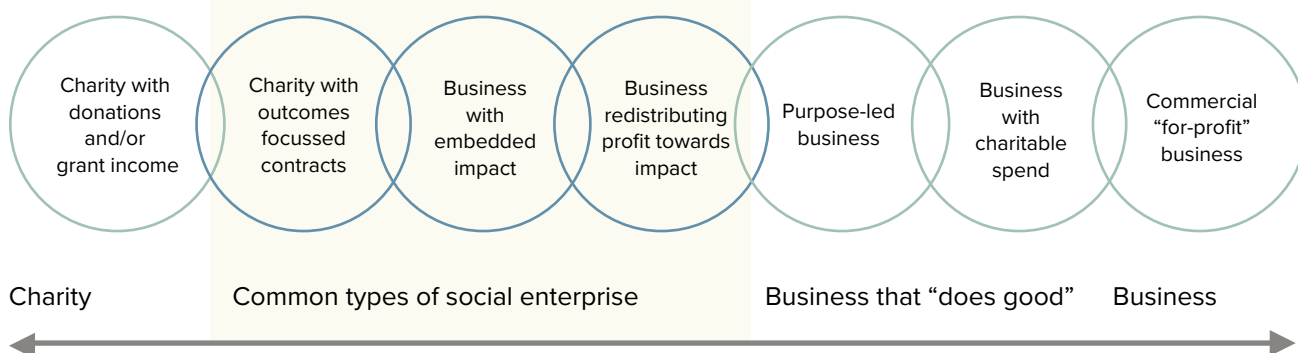 Charity with
donations
and/or
grant income
Charity with
outcomes
focussed
contracts
Business
with
embedded
impact
Business
redistributing
profit towards
impact
Purpose-led
business
Business
with
charitable
spend
Commercial
“for-profit”
business
Charity
Common types of social enterprise
Business that “does good”
Business